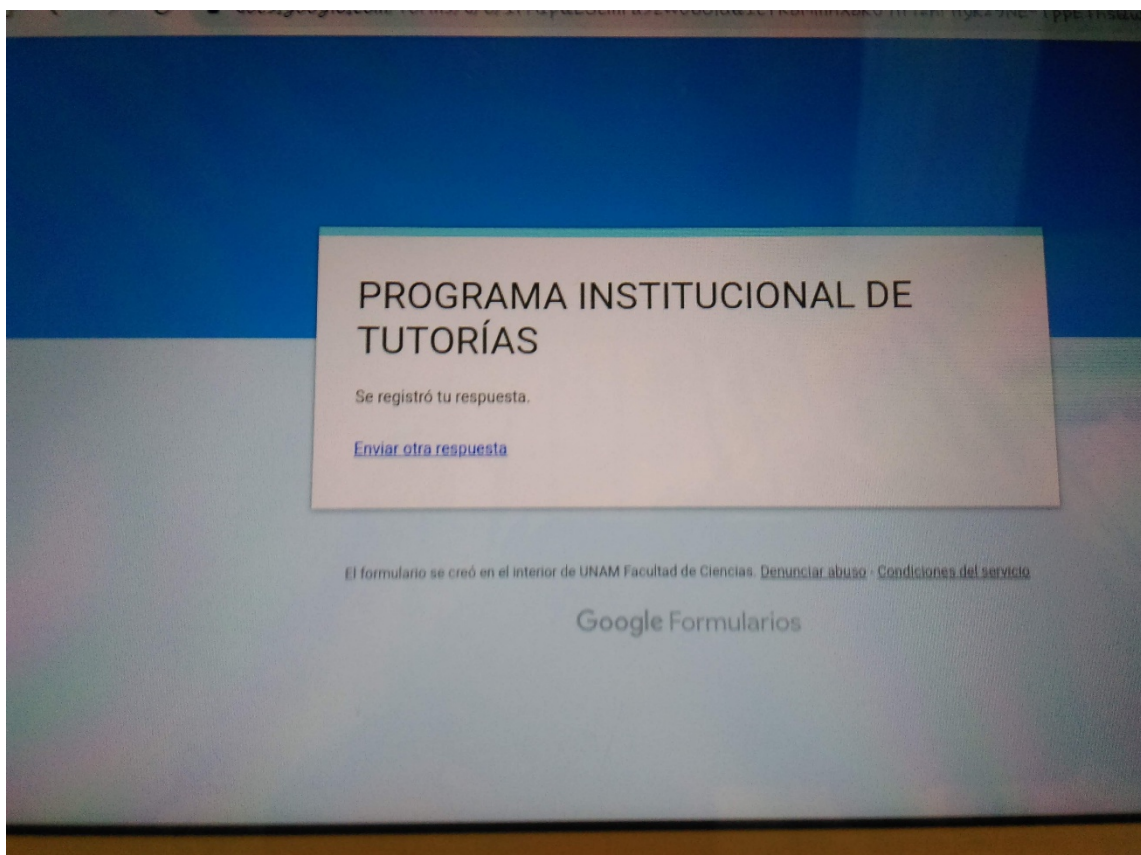 PROGRAMA INSTITUCIONAL DE
TUTORÍAS
Se registró tu respuesta.
Enviar otra respuesta
El formulario se creó en el interior de UNAM Facultad de Ciencias. Denunciar abuso - Condiciones del servicio
Google Formularios